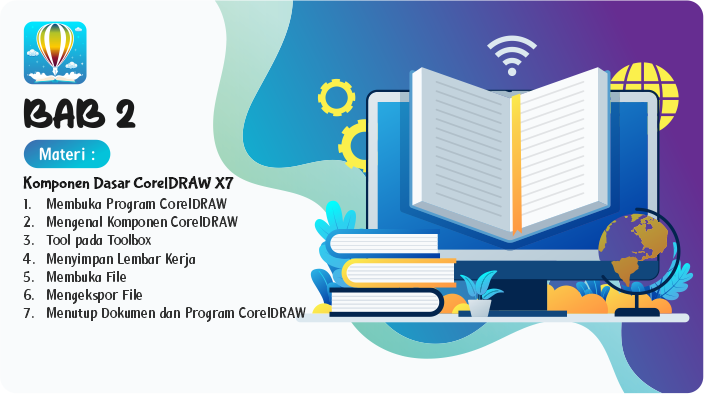 BAB 2
Materi :
Komponen Dasar CorelDRAW X7
1. Membuka Program CorelDRAW
2. Mengenal Komponen CorelDRAW
3. Tool pada Toolbox
4. Menyimpan Lembar Kerja
5. Membuka File
6. Mengekspor File
7. Menutup Dokumen dan Program CorelDRAW